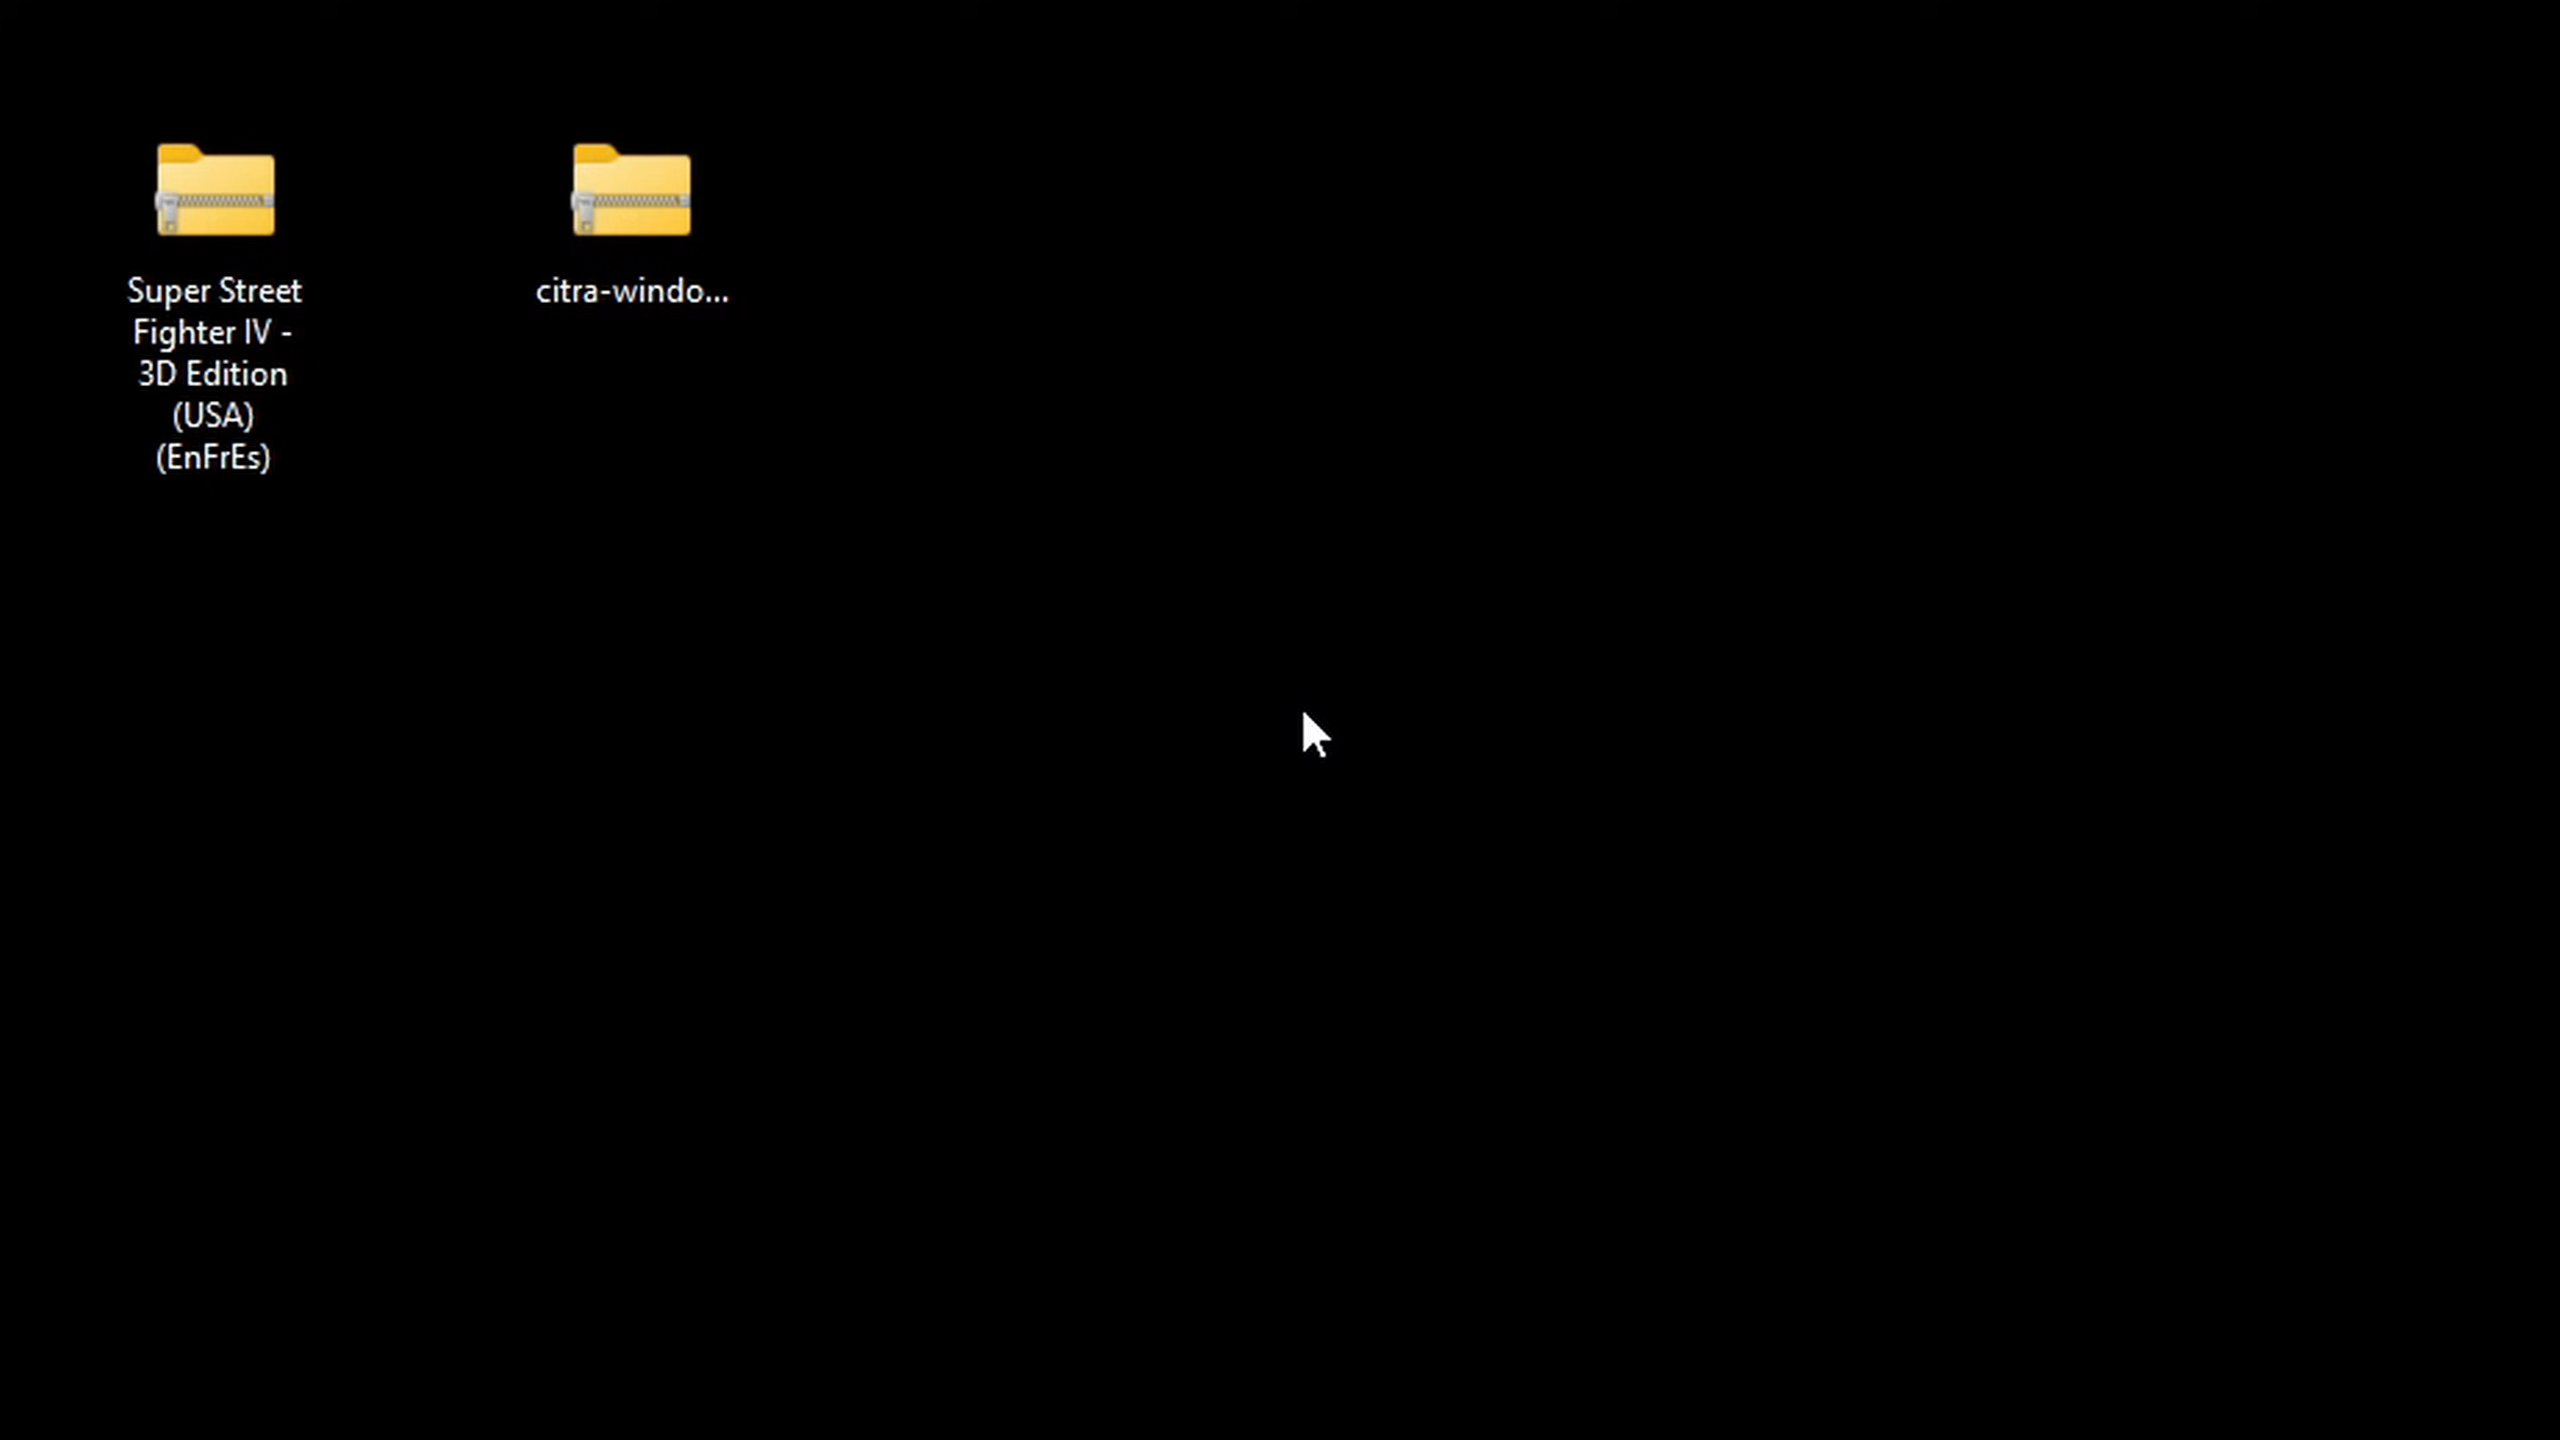 Super Street
Fighter IV -
3D Edition
(USA)
(EnFrEs)
citra-windo...